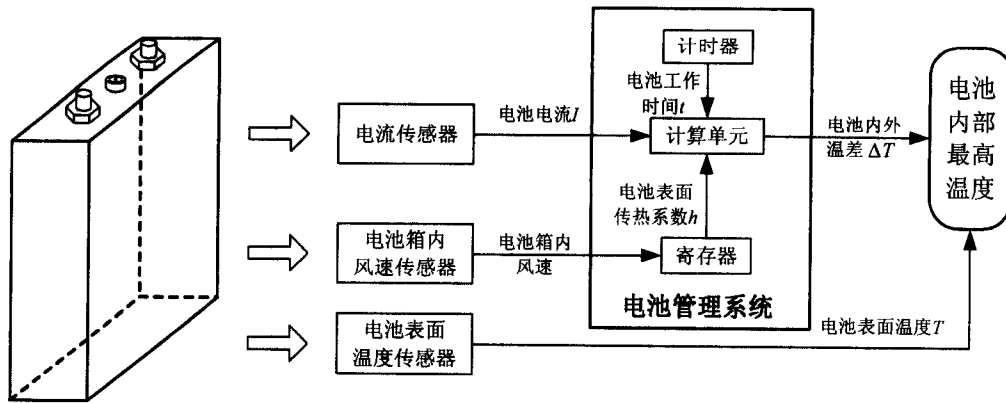 计时器
电池工作
时间t
电池
内部
最高
温度
电流传感器
电池电流I
计算单元
电池内外
温差ΔT
电池表面
传热系数h
电池箱内
风速传感器
电池箱内
风速
寄存器
电池管理系统
电池表面
温度传感器
电池表面温度T